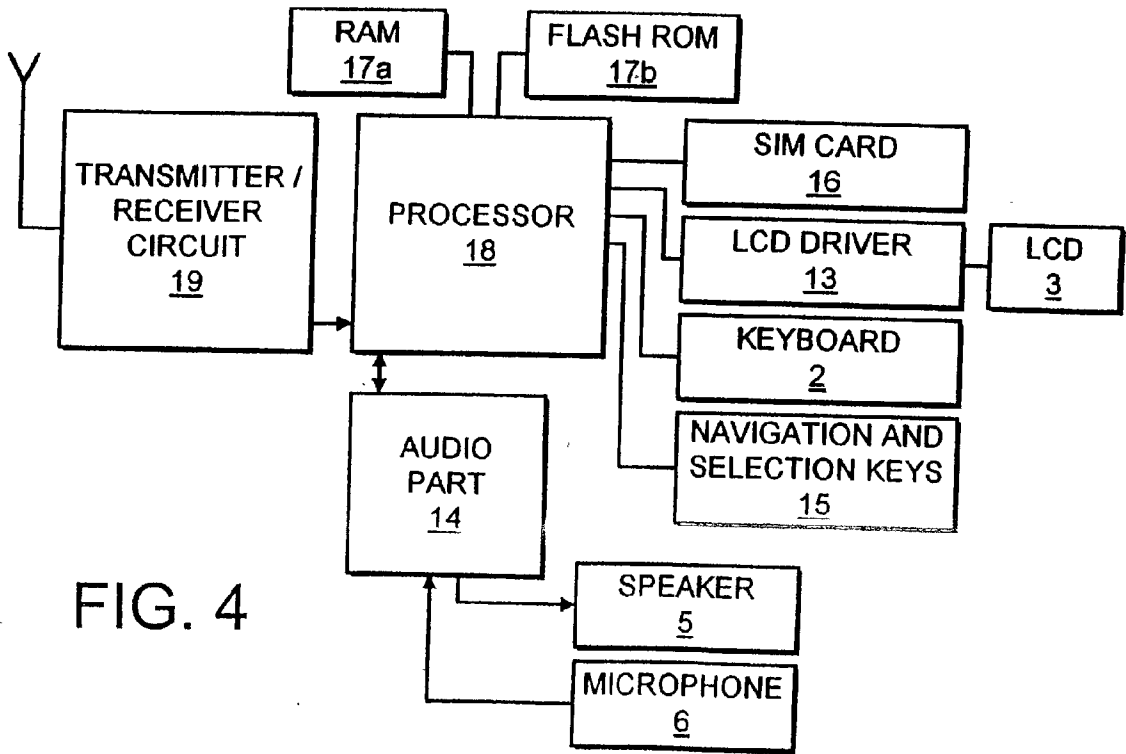 RAM
17a
FLASH ROM
17b
TRANSMITTER /
RECEIVER
CIRCUIT
19
PROCESSOR
18
SIM CARD
16
LCD DRIVER
13
LCD
3
KEYBOARD
2
NAVIGATION AND
SELECTION KEYS
15
AUDIO
PART
14
SPEAKER
5
MICROPHONE
6
FIG. 4